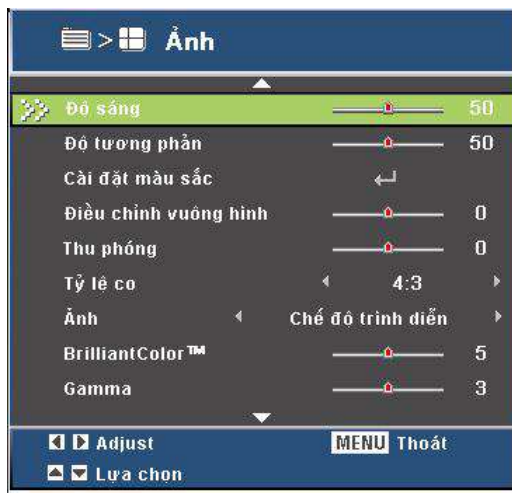 > Ảnh
Độ sáng 50
Độ tương phản 50
Cài đặt màu sắc
Điều chỉnh vuông hình 0
Thu phóng 0
Tỷ lệ co 4:3
Ảnh Chế độ trình diễn
BrilliantColor™ 5
Gamma 3
Adjust MENU Thoát
Lựa chọn